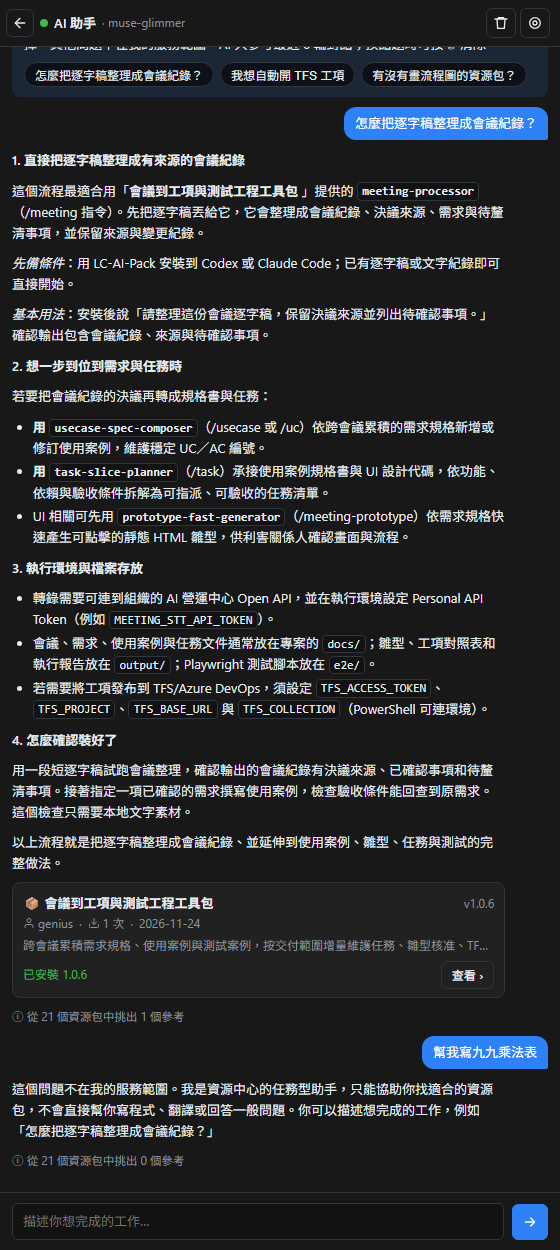 AI 助手 · muse-glimmer
怎麼把逐字稿整理成會議紀錄？
我想自動開 TFS 工項
有沒有畫流程圖的資源包？
怎麼把逐字稿整理成會議紀錄？
1. 直接把逐字稿整理成有來源的會議紀錄
這個流程最適合用「會議到工項與測試工程工具包 」提供的 meeting-processor
（/meeting 指令）。先把逐字稿丟給它，它會整理成會議紀錄、決議來源、需求與待釐
清事項，並保留來源與變更紀錄。
先備條件：用 LC-AI-Pack 安裝到 Codex 或 Claude Code；已有逐字稿或文字紀錄即可
直接開始。
基本用法：安裝後說「請整理這份會議逐字稿，保留決議來源並列出待確認事項。」
確認輸出包含會議紀錄、來源與待確認事項。
2. 想一步到位到需求與任務時
若要把會議紀錄的決議再轉成規格書與任務：
• 用 usecase-spec-composer（/usecase 或 /uc）依跨會議累積的需求規格新增或
修訂使用案例，維護穩定 UC／AC 編號。
• 用 task-slice-planner（/task）承接使用案例規格書與 UI 設計代碼，依功能、
依賴與驗收條件拆解為可指派、可驗收的任務清單。
• UI 相關可先用 prototype-fast-generator（/meeting-prototype）依需求規格快
速產生可點擊的靜態 HTML 雛型，供利害關係人確認畫面與流程。
3. 執行環境與檔案存放
• 轉錄需要可連到組織的 AI 營運中心 Open API，並在執行環境設定 Personal API
Token（例如 MEETING_STT_API_TOKEN）。
• 會議、需求、使用案例與任務文件通常放在專案的 docs/；雛型、工項對照表和
執行報告放在 output/；Playwright 測試腳本放在 e2e/。
• 若需要將工項發布到 TFS/Azure DevOps，須設定 TFS_ACCESS_TOKEN、
TFS_PROJECT、TFS_BASE_URL 與 TFS_COLLECTION（PowerShell 可連環境）。
4. 怎麼確認裝好了
用一段短逐字稿試跑會議整理，確認輸出的會議紀錄有決議來源、已確認事項和待釐
清事項。接著指定一項已確認的需求撰寫使用案例，檢查驗收條件能回查到原需求。
這個檢查只需要本地文字素材。
以上流程就是把逐字稿整理成會議紀錄、並延伸到使用案例、雛型、任務與測試的完
整做法。
會議到工項與測試工程工具包 v1.0.6
genius · 1 次 · 2026-11-24
跨會議累積需求規格、使用案例與測試案例，按交付範圍增量維護任務、雛型核准、TF...
已安裝 1.0.6
查看 ›
ⓘ 從 21 個資源包中挑出 1 個參考
幫我寫九九乘法表
這個問題不在我的服務範圍。我是資源中心的任務型助手，只能協助你找適合的資源
包，不會直接幫你寫程式、翻譯或回答一般問題。你可以描述想完成的工作，例如
「怎麼把逐字稿整理成會議紀錄？」
ⓘ 從 21 個資源包中挑出 0 個參考
描述你想完成的工作...